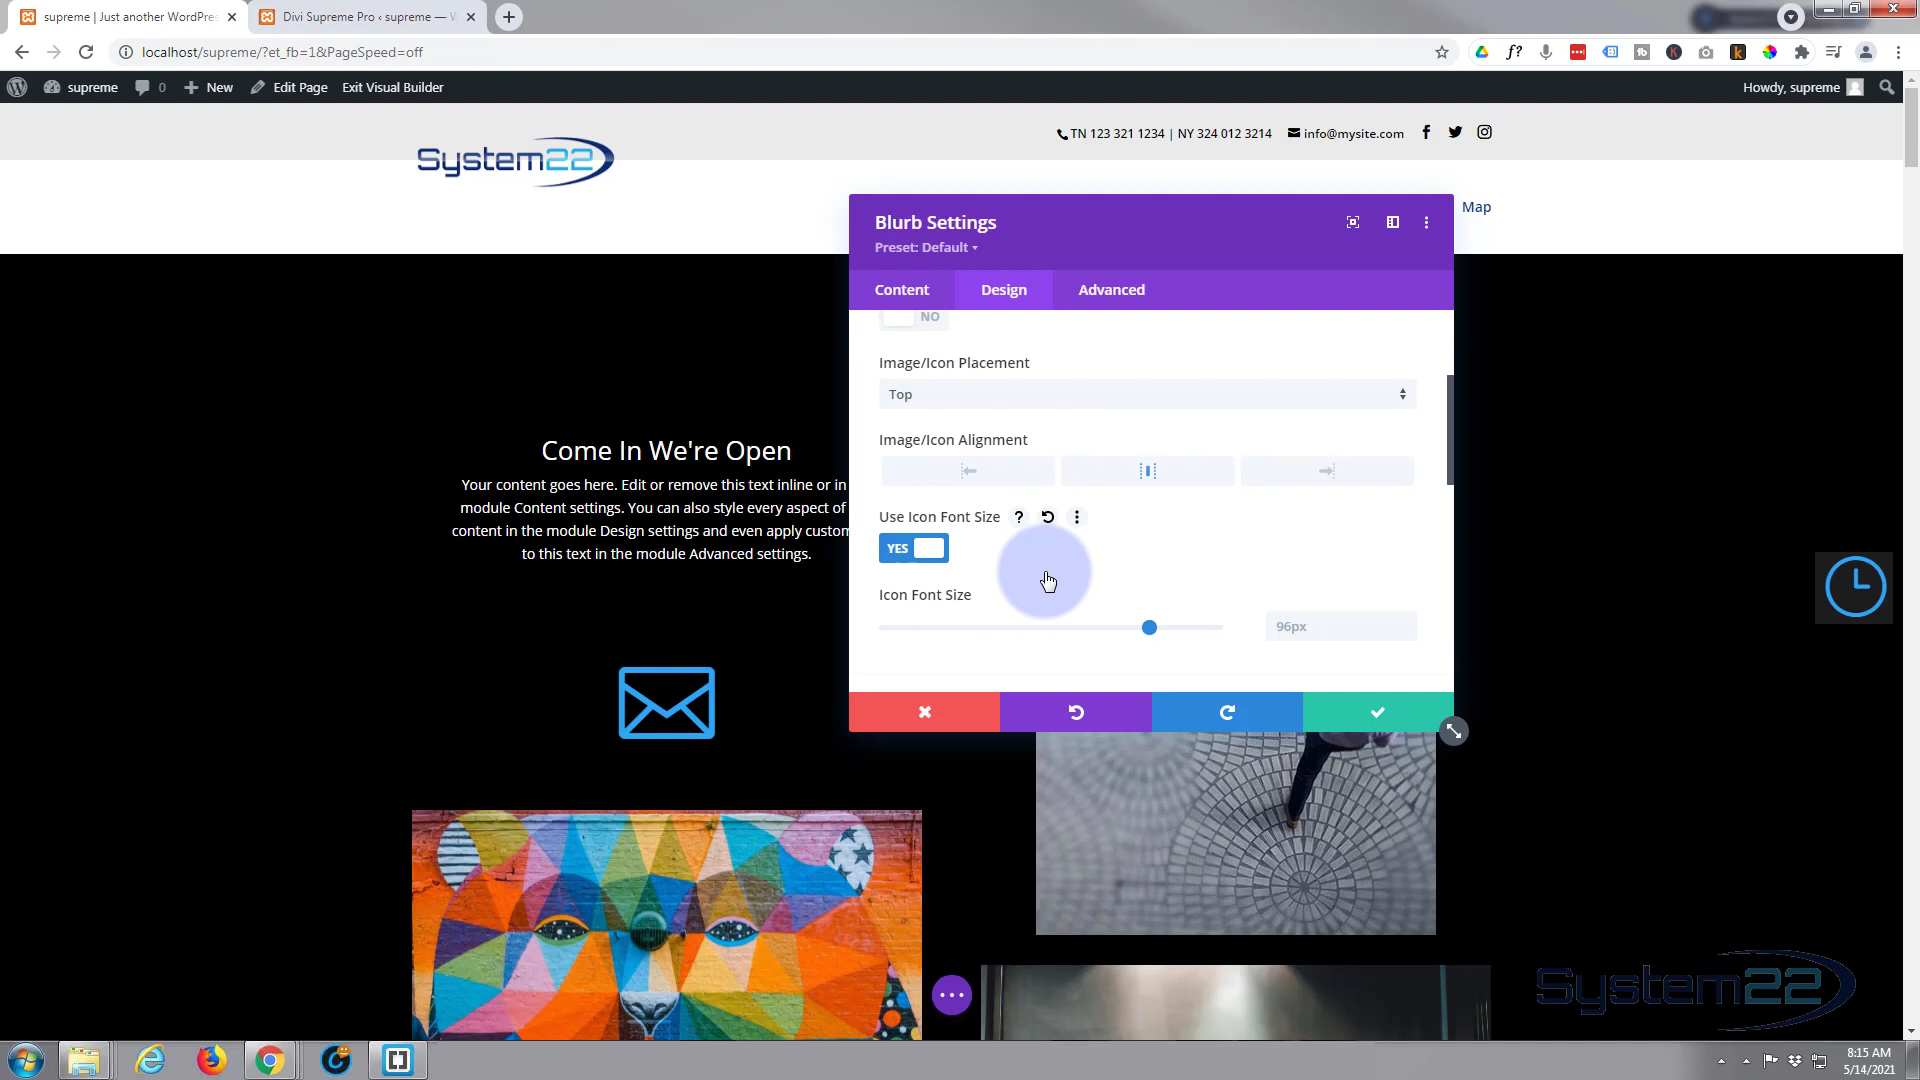 supreme | Just another WordPres
Divi Supreme Pro ‹ supreme — W
localhost/supreme/?et_fb=1&PageSpeed=off
supreme
0
New
Edit Page
Exit Visual Builder
Howdy, supreme
TN 123 321 1234 | NY 324 012 3214
info@mysite.com
System22
Map
Blurb Settings
Preset: Default
Content
Design
Advanced
NO
Image/Icon Placement
Top
Image/Icon Alignment
Use Icon Font Size
YES
Icon Font Size
96px
Come In We're Open
Your content goes here. Edit or remove this text inline or in
module Content settings. You can also style every aspect of
content in the module Design settings and even apply custom
to this text in the module Advanced settings.
System22
8:15 AM
5/14/2021